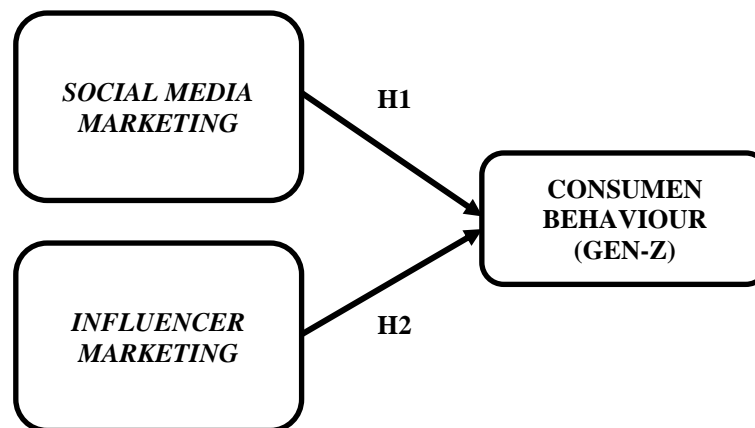 SOCIAL MEDIA
MARKETING
H1
CONSUMEN
BEHAVIOUR
(GEN-Z)
INFLUENCER
MARKETING
H2